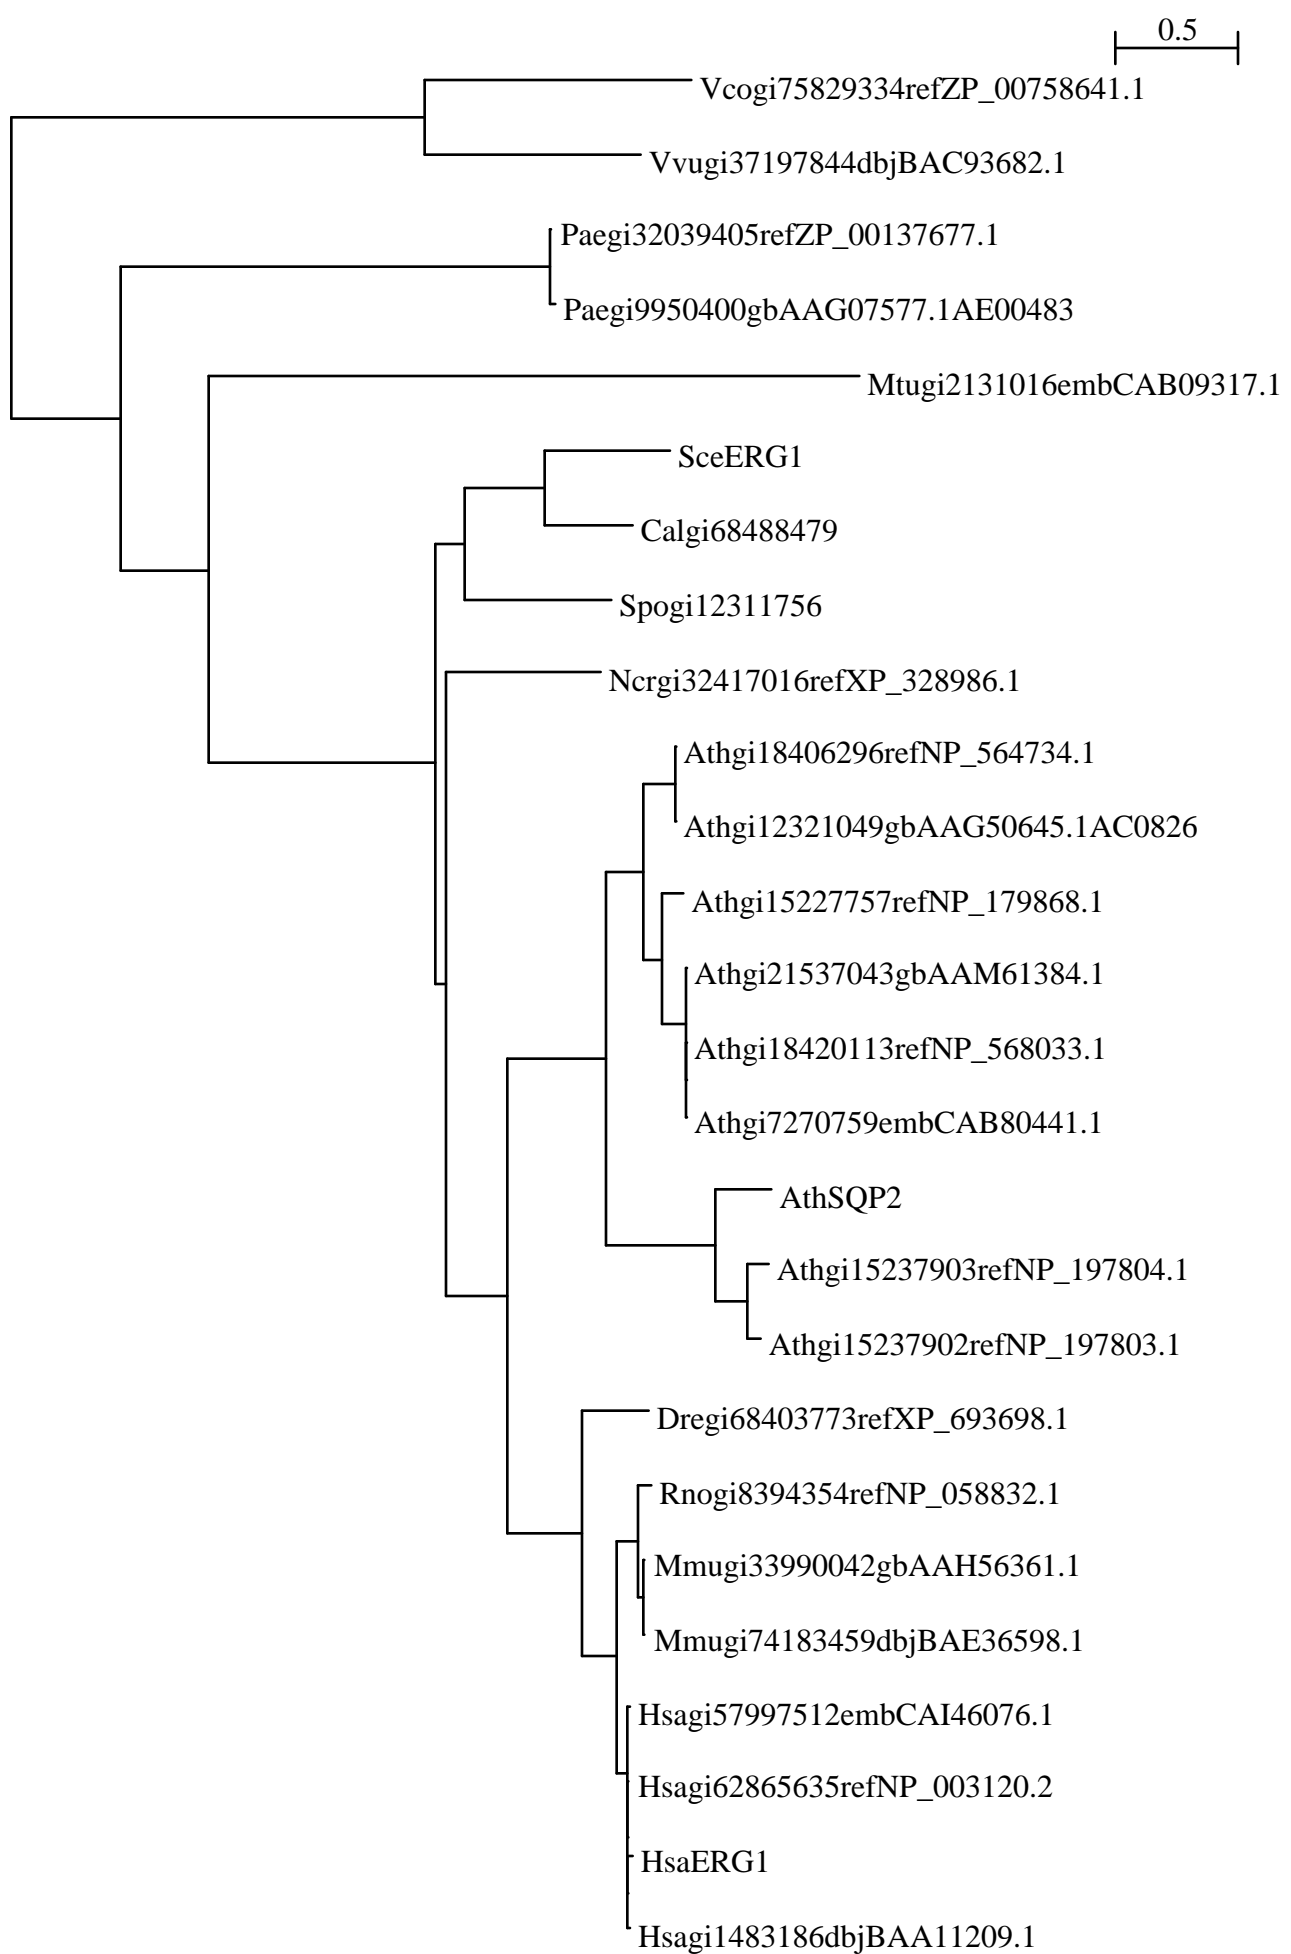 0.5
Vcogi75829334refZP_00758641.1
Vvugi37197844dbjBAC93682.1
Paegi32039405refZP_00137677.1
Paegi9950400gbAAG07577.1AE00483
Mtugi2131016embCAB09317.1
SceERG1
Calgi68488479
Spogi12311756
Ncrgi32417016refXP_328986.1
Athgi18406296refNP_564734.1
Athgi12321049gbAAG50645.1AC0826
Athgi15227757refNP_179868.1
Athgi21537043gbAAM61384.1
Athgi18420113refNP_568033.1
Athgi7270759embCAB80441.1
AthSQP2
Athgi15237903refNP_197804.1
Athgi15237902refNP_197803.1
Dregi68403773refXP_693698.1
Rnogi8394354refNP_058832.1
Mmugi33990042gbAAH56361.1
Mmugi74183459dbjBAE36598.1
Hsagi57997512embCAI46076.1
Hsagi62865635refNP_003120.2
HsaERG1
Hsagi1483186dbjBAA11209.1